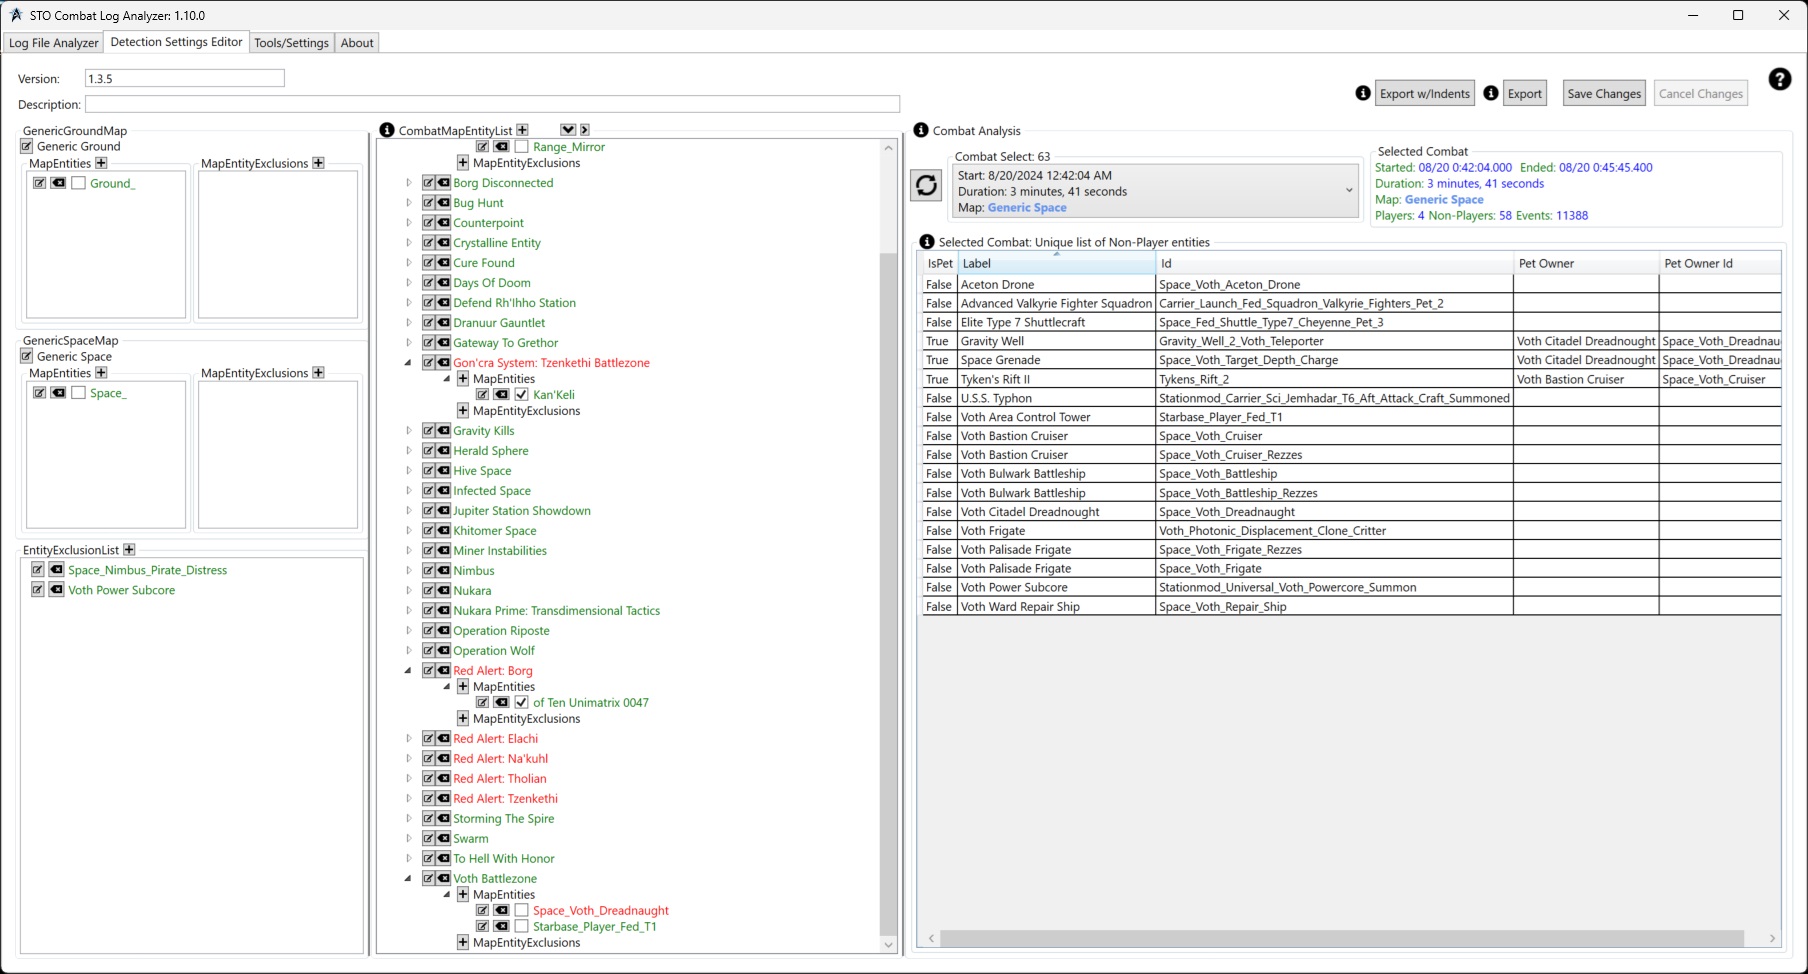 STO Combat Log Analyzer: 1.10.0
Log File Analyzer
Detection Settings Editor
Tools/Settings
About
Version:
1.3.5
Description:
Export w/Indents
Export
Save Changes
Cancel Changes
GenericGroundMap
Generic Ground
MapEntities
MapEntityExclusions
Ground_
GenericSpaceMap
Generic Space
MapEntities
MapEntityExclusions
Space_
EntityExclusionList
Space_Nimbus_Pirate_Distress
Voth Power Subcore
CombatMapEntityList
Range_Mirror
MapEntityExclusions
Borg Disconnected
Bug Hunt
Counterpoint
Crystalline Entity
Cure Found
Days Of Doom
Defend Rh'Ihho Station
Dranuur Gauntlet
Gateway To Grethor
Gon'cra System: Tzenkethi Battlezone
MapEntities
Kan'Keli
MapEntityExclusions
Gravity Kills
Herald Sphere
Hive Space
Infected Space
Jupiter Station Showdown
Khitomer Space
Miner Instabilities
Nimbus
Nukara
Nukara Prime: Transdimensional Tactics
Operation Riposte
Operation Wolf
Red Alert: Borg
MapEntities
of Ten Unimatrix 0047
MapEntityExclusions
Red Alert: Elachi
Red Alert: Na'kuhl
Red Alert: Tholian
Red Alert: Tzenkethi
Storming The Spire
Swarm
To Hell With Honor
Voth Battlezone
MapEntities
Space_Voth_Dreadnaught
Starbase_Player_Fed_T1
MapEntityExclusions
Combat Analysis
Combat Select: 63
Start: 8/20/2024 12:42:04 AM
Duration: 3 minutes, 41 seconds
Map: Generic Space
Selected Combat
Started: 08/20 0:42:04.000 Ended: 08/20 0:45:45.400
Duration: 3 minutes, 41 seconds
Map: Generic Space
Players: 4 Non-Players: 58 Events: 11388
Selected Combat: Unique list of Non-Player entities
IsPet Label Id Pet Owner Pet Owner Id
False Aceton Drone Space_Voth_Aceton_Drone
False Advanced Valkyrie Fighter Squadron Carrier_Launch_Fed_Squadron_Valkyrie_Fighters_Pet_2
False Elite Type 7 Shuttlecraft Space_Fed_Shuttle_Type7_Cheyenne_Pet_3
True Gravity Well Gravity_Well_2_Voth_Teleporter Voth Citadel Dreadnought Space_Voth_Dreadnau
True Space Grenade Space_Voth_Target_Depth_Charge Voth Citadel Dreadnought Space_Voth_Dreadnau
True Tyken's Rift II Tykens_Rift_2 Voth Bastion Cruiser Space_Voth_Cruiser
False U.S.S. Typhon Stationmod_Carrier_Sci_Jemhadar_T6_Aft_Attack_Craft_Summoned
False Voth Area Control Tower Starbase_Player_Fed_T1
False Voth Bastion Cruiser Space_Voth_Cruiser
False Voth Bastion Cruiser Space_Voth_Cruiser_Rezzes
False Voth Bulwark Battleship Space_Voth_Battleship
False Voth Bulwark Battleship Space_Voth_Battleship_Rezzes
False Voth Citadel Dreadnought Space_Voth_Dreadnaught
False Voth Frigate Voth_Photonic_Displacement_Clone_Critter
False Voth Palisade Frigate Space_Voth_Frigate_Rezzes
False Voth Palisade Frigate Space_Voth_Frigate
False Voth Power Subcore Stationmod_Universal_Voth_Powercore_Summon
False Voth Ward Repair Ship Space_Voth_Repair_Ship